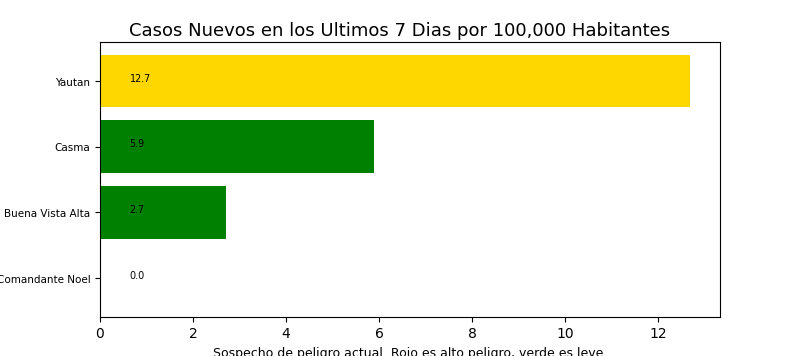 Casos Nuevos en los Ultimos 7 Dias por 100,000 Habitantes
Yautan
12.7
Casma
5.9
Buena Vista Alta
2.7
Comandante Noel
0.0
0 2 4 6 8 10 12
Sospecho de peligro actual. Rojo es alto peligro, verde es leve